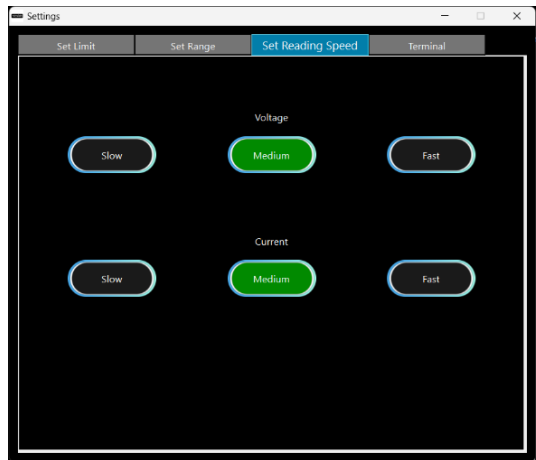 Settings
Set Limit Set Range Set Reading Speed Terminal
Voltage
Slow Medium Fast
Current
Slow Medium Fast